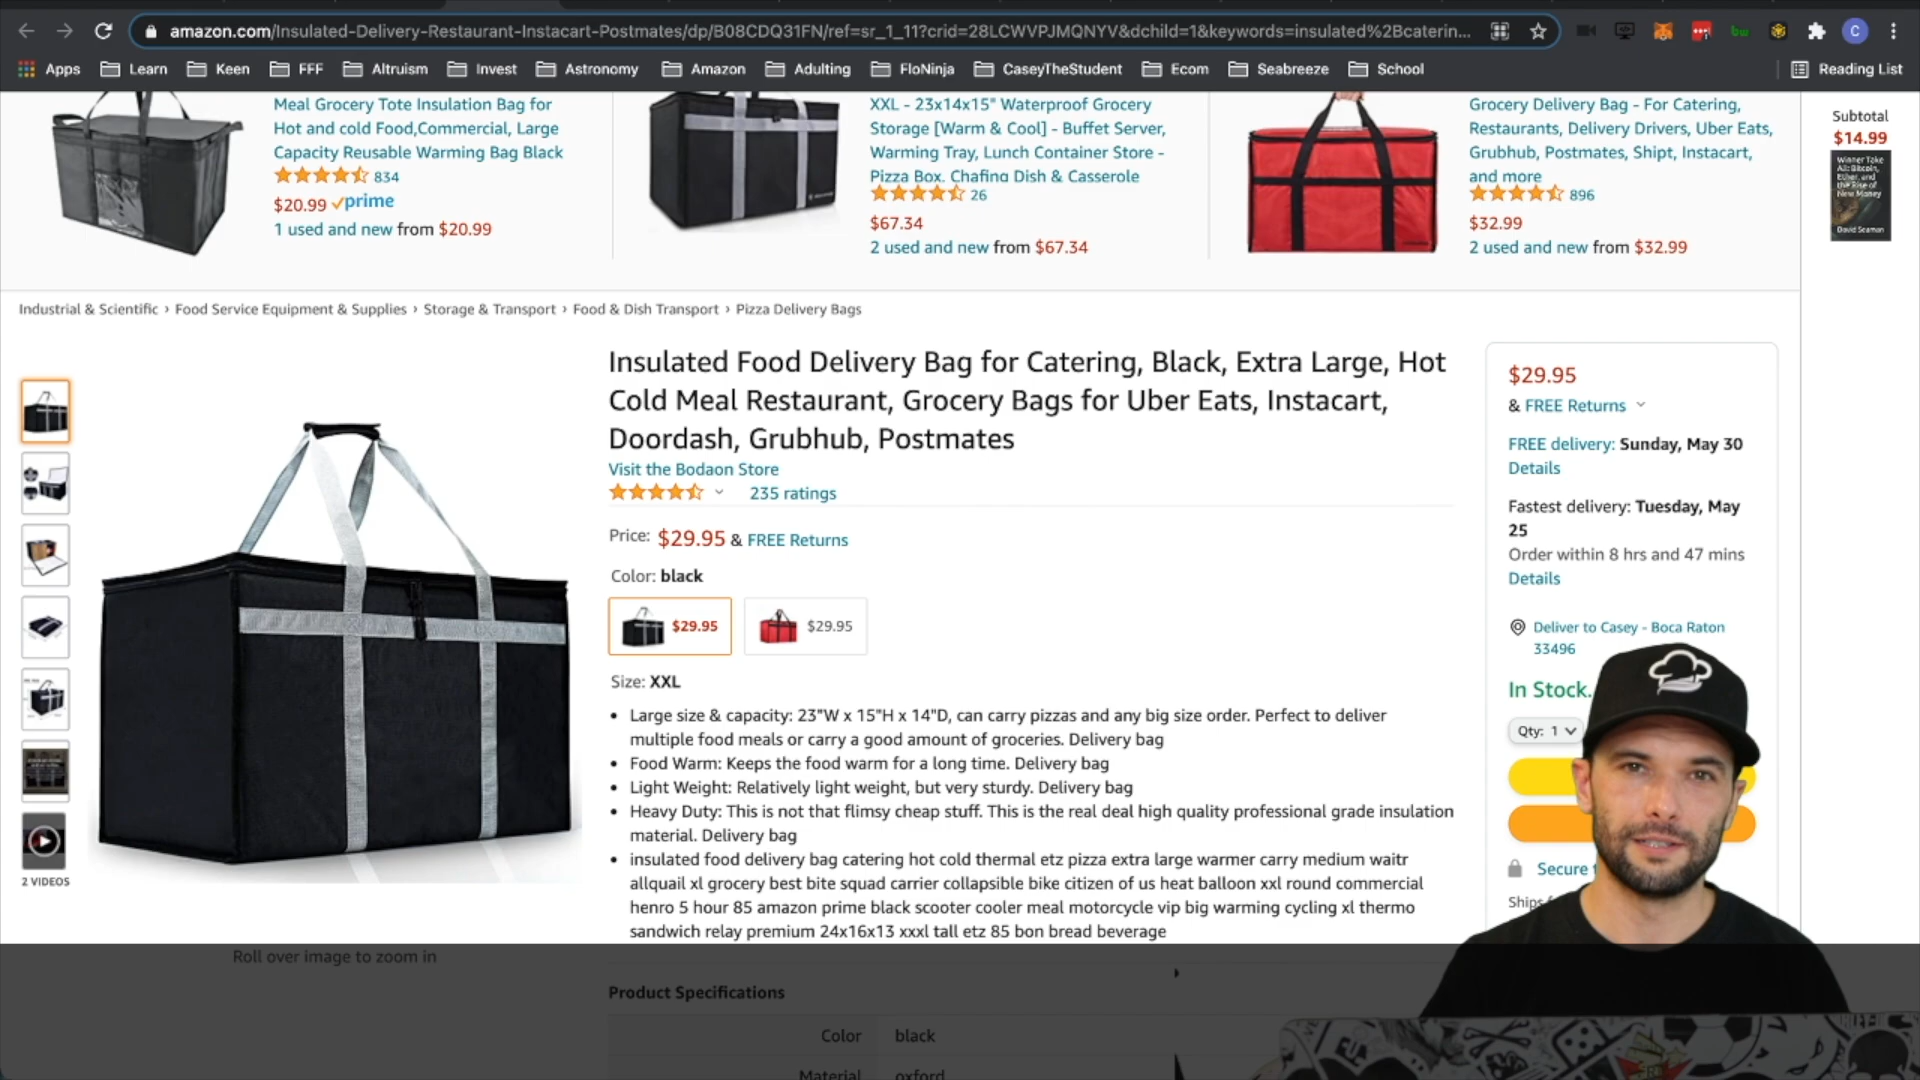 amazon.com/Insulated-Delivery-Restaurant-Instacart-Postmates/dp/B08CDQ31FN/ref=sr_1_11?crid=28LCWVPJMQNYV&dchild=1&keywords=insulated%2Bcaterin...
Apps Learn Keen FFF Altruism Invest Astronomy Amazon Adulting FloNinja CaseyTheStudent Ecom Seabreeze School Reading List
Meal Grocery Tote Insulation Bag for
Hot and cold Food,Commercial, Large
Capacity Reusable Warming Bag Black
834
$20.99 prime
1 used and new from $20.99
XXL - 23x14x15" Waterproof Grocery
Storage [Warm & Cool] - Buffet Server,
Warming Tray, Lunch Container Store -
Pizza Box, Chafing Dish & Casserole
26
$67.34
2 used and new from $67.34
Grocery Delivery Bag - For Catering,
Restaurants, Delivery Drivers, Uber Eats,
Grubhub, Postmates, Shipt, Instacart,
and more
896
$32.99
2 used and new from $32.99
Subtotal
$14.99
Winner Take
All: Bitcoin,
Ether, and
the Rise of
New Money
David Seaman
Industrial & Scientific › Food Service Equipment & Supplies › Storage & Transport › Food & Dish Transport › Pizza Delivery Bags
2 VIDEOS
Roll over image to zoom in
Insulated Food Delivery Bag for Catering, Black, Extra Large, Hot
Cold Meal Restaurant, Grocery Bags for Uber Eats, Instacart,
Doordash, Grubhub, Postmates
Visit the Bodaon Store
235 ratings
Price: $29.95 & FREE Returns
Color: black
$29.95 $29.95
Size: XXL
• Large size & capacity: 23"W x 15"H x 14"D, can carry pizzas and any big size order. Perfect to deliver
multiple food meals or carry a good amount of groceries. Delivery bag
• Food Warm: Keeps the food warm for a long time. Delivery bag
• Light Weight: Relatively light weight, but very sturdy. Delivery bag
• Heavy Duty: This is not that flimsy cheap stuff. This is the real deal high quality professional grade insulation
material. Delivery bag
• insulated food delivery bag catering hot cold thermal etz pizza extra large warmer carry medium waitr
allquail xl grocery best bite squad carrier collapsible bike citizen of us heat balloon xxl round commercial
henro 5 hour 85 amazon prime black scooter cooler meal motorcycle vip big warming cycling xl thermo
sandwich relay premium 24x16x13 xxxl tall etz 85 bon bread beverage
Product Specifications
Color black
Material oxford
$29.95
& FREE Returns
FREE delivery: Sunday, May 30
Details
Fastest delivery: Tuesday, May
25
Order within 8 hrs and 47 mins
Details
Deliver to Casey - Boca Raton
33496
In Stock.
Qty: 1
Secure
Ships